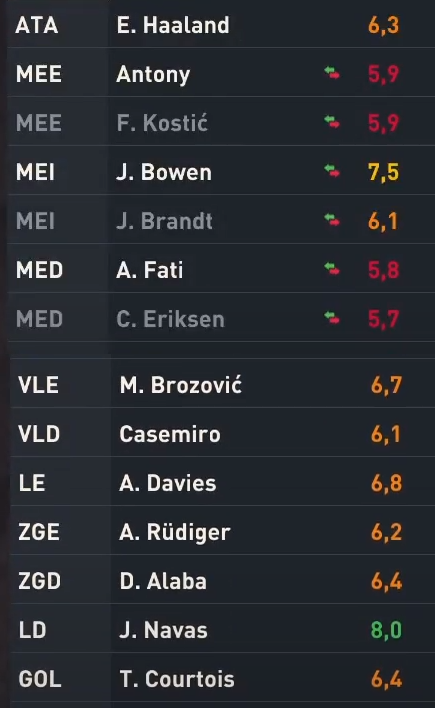 ATA E. Haaland 6,3
MEE Antony 5,9
MEE F. Kostić 5,9
MEI J. Bowen 7,5
MEI J. Brandt 6,1
MED A. Fati 5,8
MED C. Eriksen 5,7
VLE M. Brozović 6,7
VLD Casemiro 6,1
LE A. Davies 6,8
ZGE A. Rüdiger 6,2
ZGD D. Alaba 6,4
LD J. Navas 8,0
GOL T. Courtois 6,4